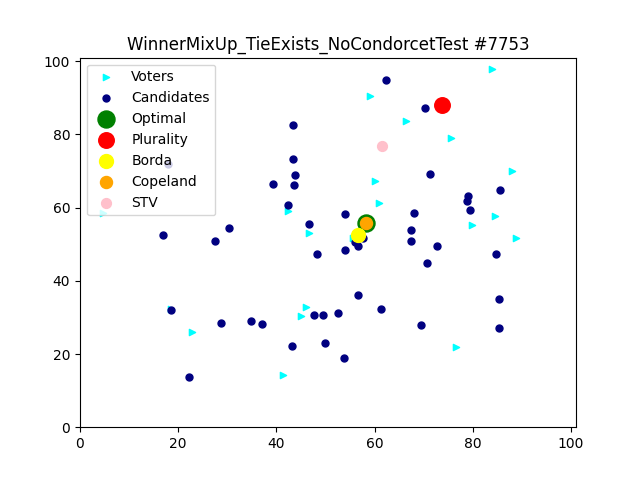 WinnerMixUp_TieExists_NoCondorcetTest #7753
100
80
60
40
20
0
0
20
40
60
80
100
Voters
Candidates
Optimal
Plurality
Borda
Copeland
STV